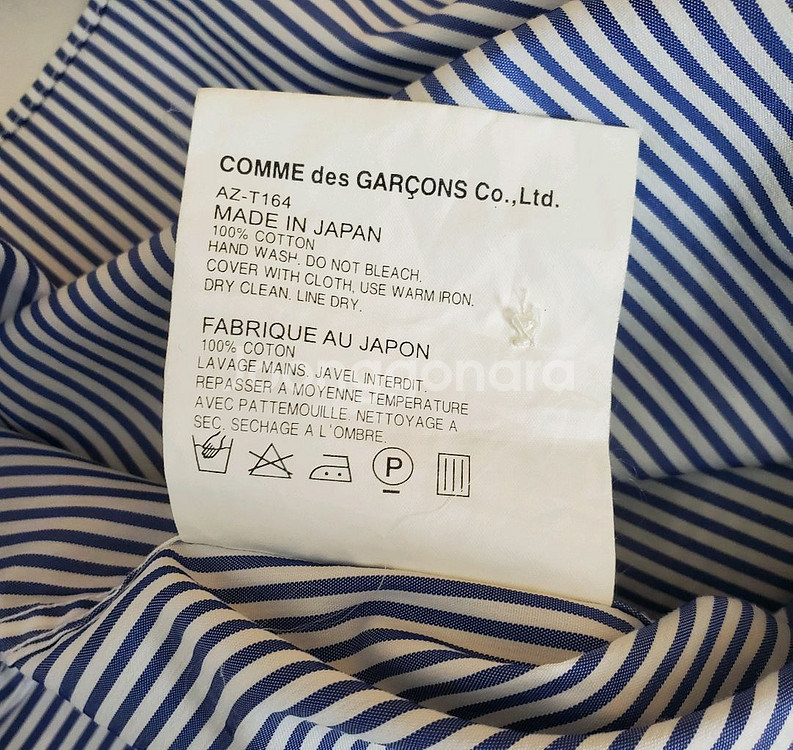 COMME des GARÇONS Co.,Ltd.
AZ-T164
MADE IN JAPAN
100% COTTON
HAND WASH. DO NOT BLEACH.
COVER WITH CLOTH, USE WARM IRON.
DRY CLEAN. LINE DRY.
FABRIQUE AU JAPON
100% COTON
LAVAGE MAINS. JAVEL INTERDIT.
REPASSER A MOYENNE TEMPERATURE
AVEC PATTEMOUILLE. NETTOYAGE A
SEC. SECHAGE A L'OMBRE.
P